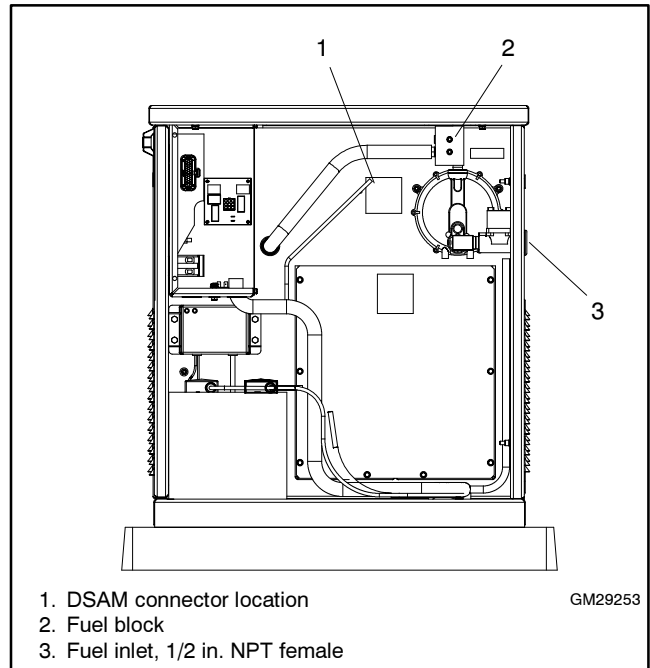 1
2
3
1. DSAM connector location
GM29253
2. Fuel block
3. Fuel inlet, 1/2 in. NPT female